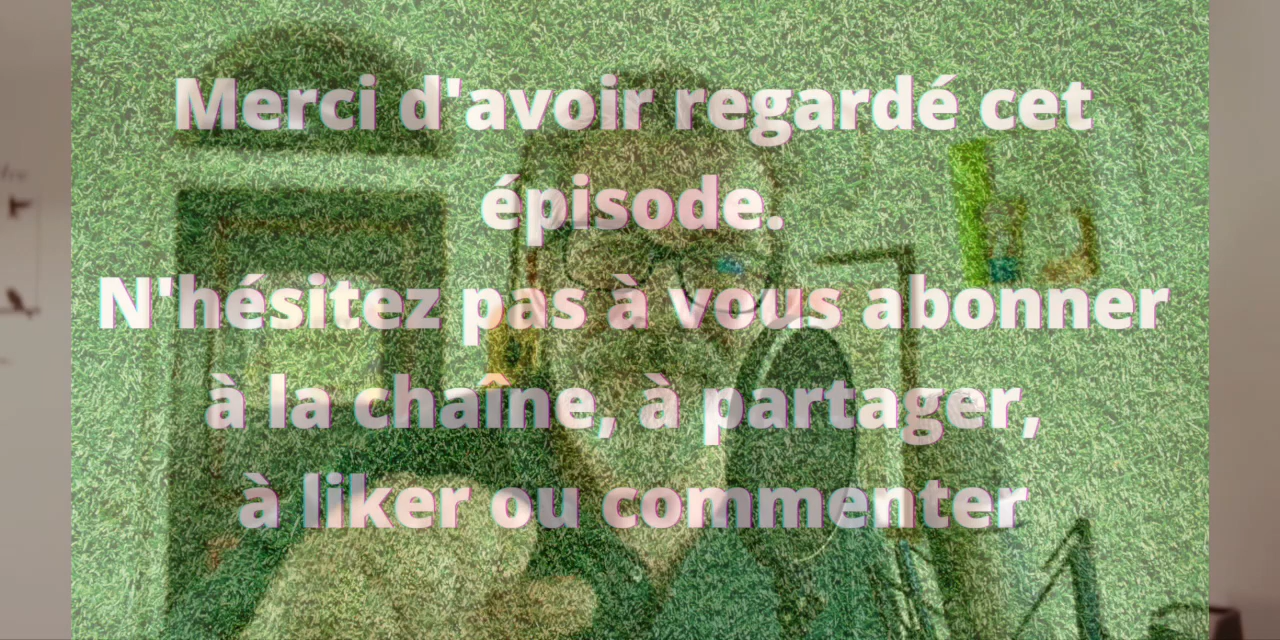 Merci d'avoir regardé cet
épisode.
N'hésitez pas à vous abonner
à la chaîne, à partager,
à liker ou commenter